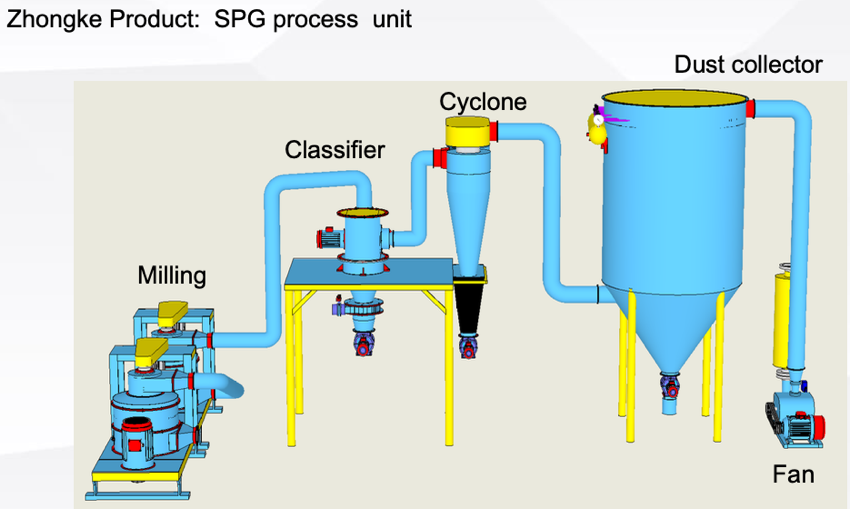 Zhongke Product: SPG process unit
Dust collector
Cyclone
Classifier
Milling
Fan